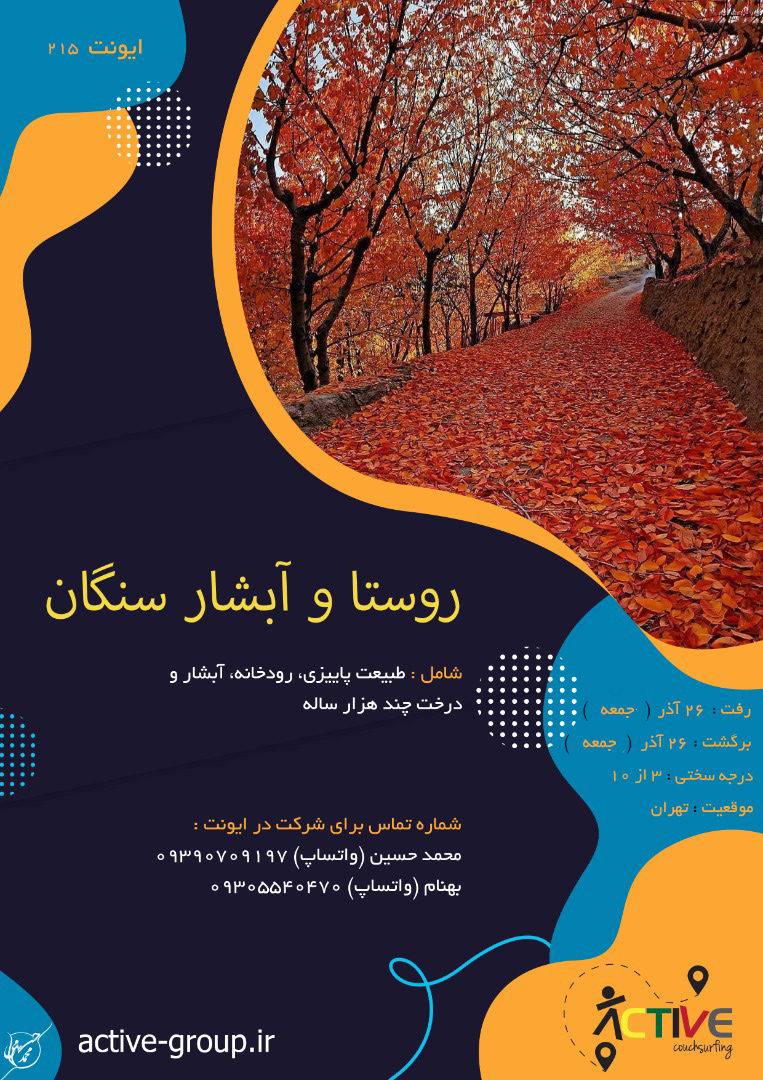 ایونت ۲۱۵
روستا و آبشار سنگان
شامل : طبیعت پاییزی، رودخانه، آبشار و
درخت چند هزار ساله
رفت : ۲۶ آذر ( جمعه )
برگشت : ۲۶ آذر ( جمعه )
درجه سختی : ۳ از ۱۰
موقعیت : تهران
شماره تماس برای شرکت در ایونت :
محمد حسین (واتساپ) ۰۹۳۹۰۷۰۹۱۹۷
بهنام (واتساپ) ۰۹۳۰۵۵۴۰۴۷۰
active-group.ir
ACTIVE
couchsurfing